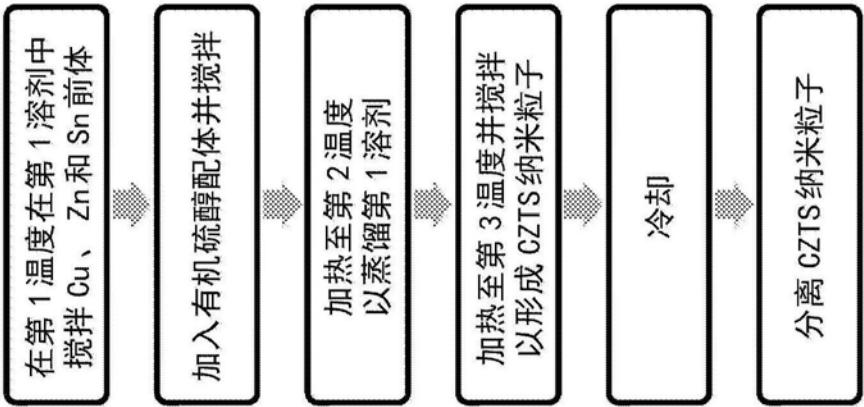 在第1温度在第1溶剂中
搅拌Cu、Zn和Sn前体
加入有机硫醇配体并搅拌
加热至第2温度
以蒸馏第1溶剂
加热至第3温度并搅拌
以形成CZTS纳米粒子
冷却
分离CZTS纳米粒子